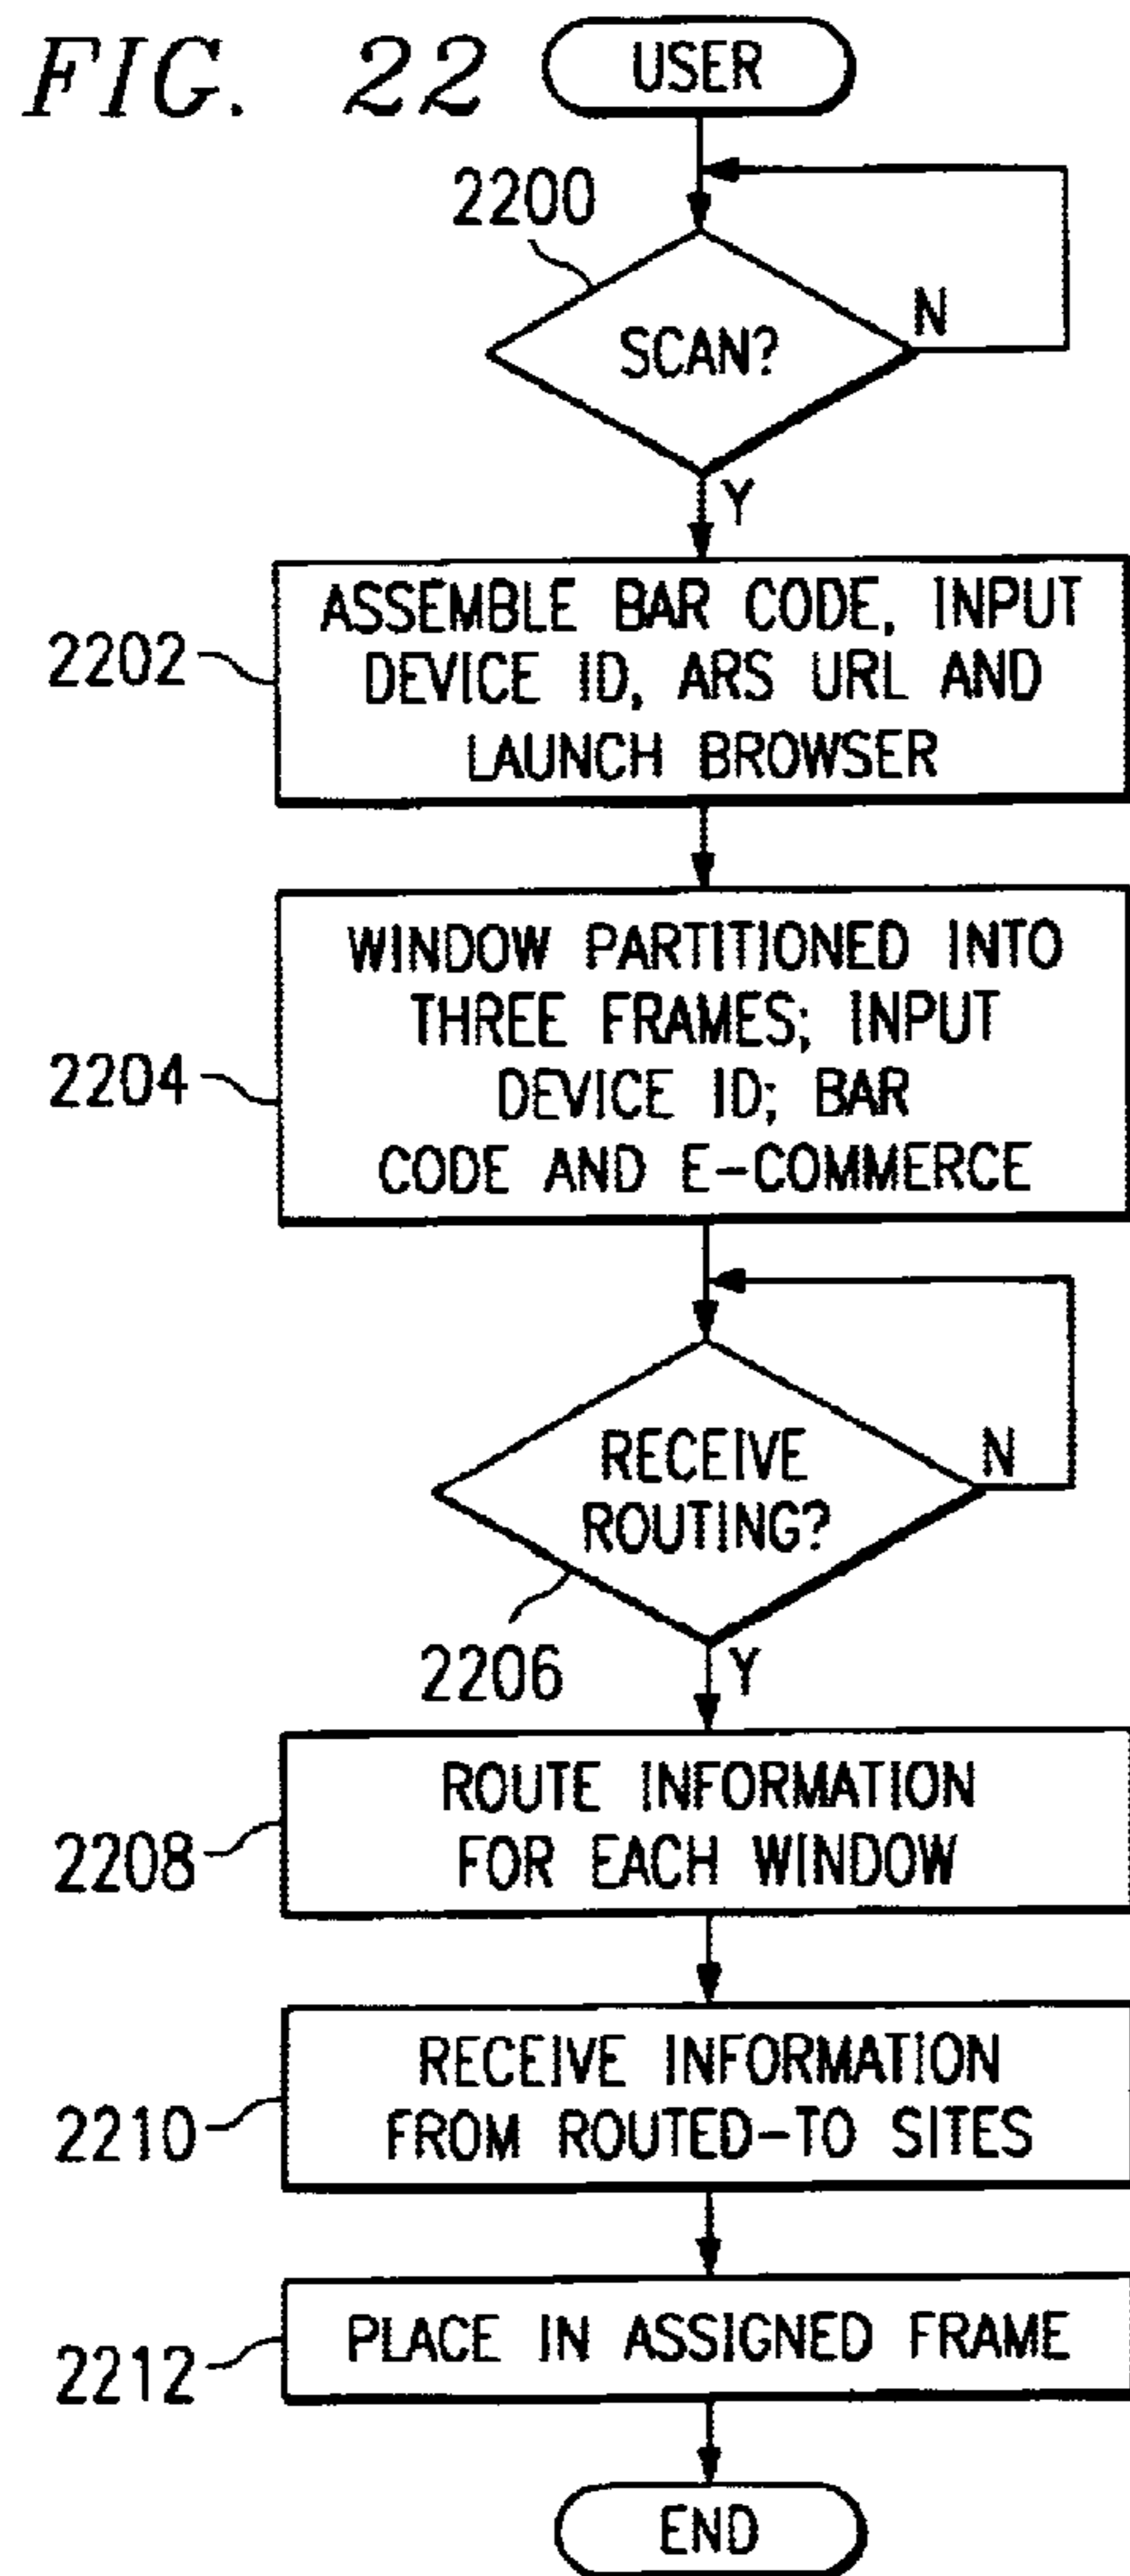 FIG. 22
USER
2200
SCAN?
N
Y
2202
ASSEMBLE BAR CODE, INPUT
DEVICE ID, ARS URL AND
LAUNCH BROWSER
2204
WINDOW PARTITIONED INTO
THREE FRAMES; INPUT
DEVICE ID; BAR
CODE AND E-COMMERCE
RECEIVE
ROUTING?
N
2206
Y
2208
ROUTE INFORMATION
FOR EACH WINDOW
2210
RECEIVE INFORMATION
FROM ROUTED-TO SITES
2212
PLACE IN ASSIGNED FRAME
END